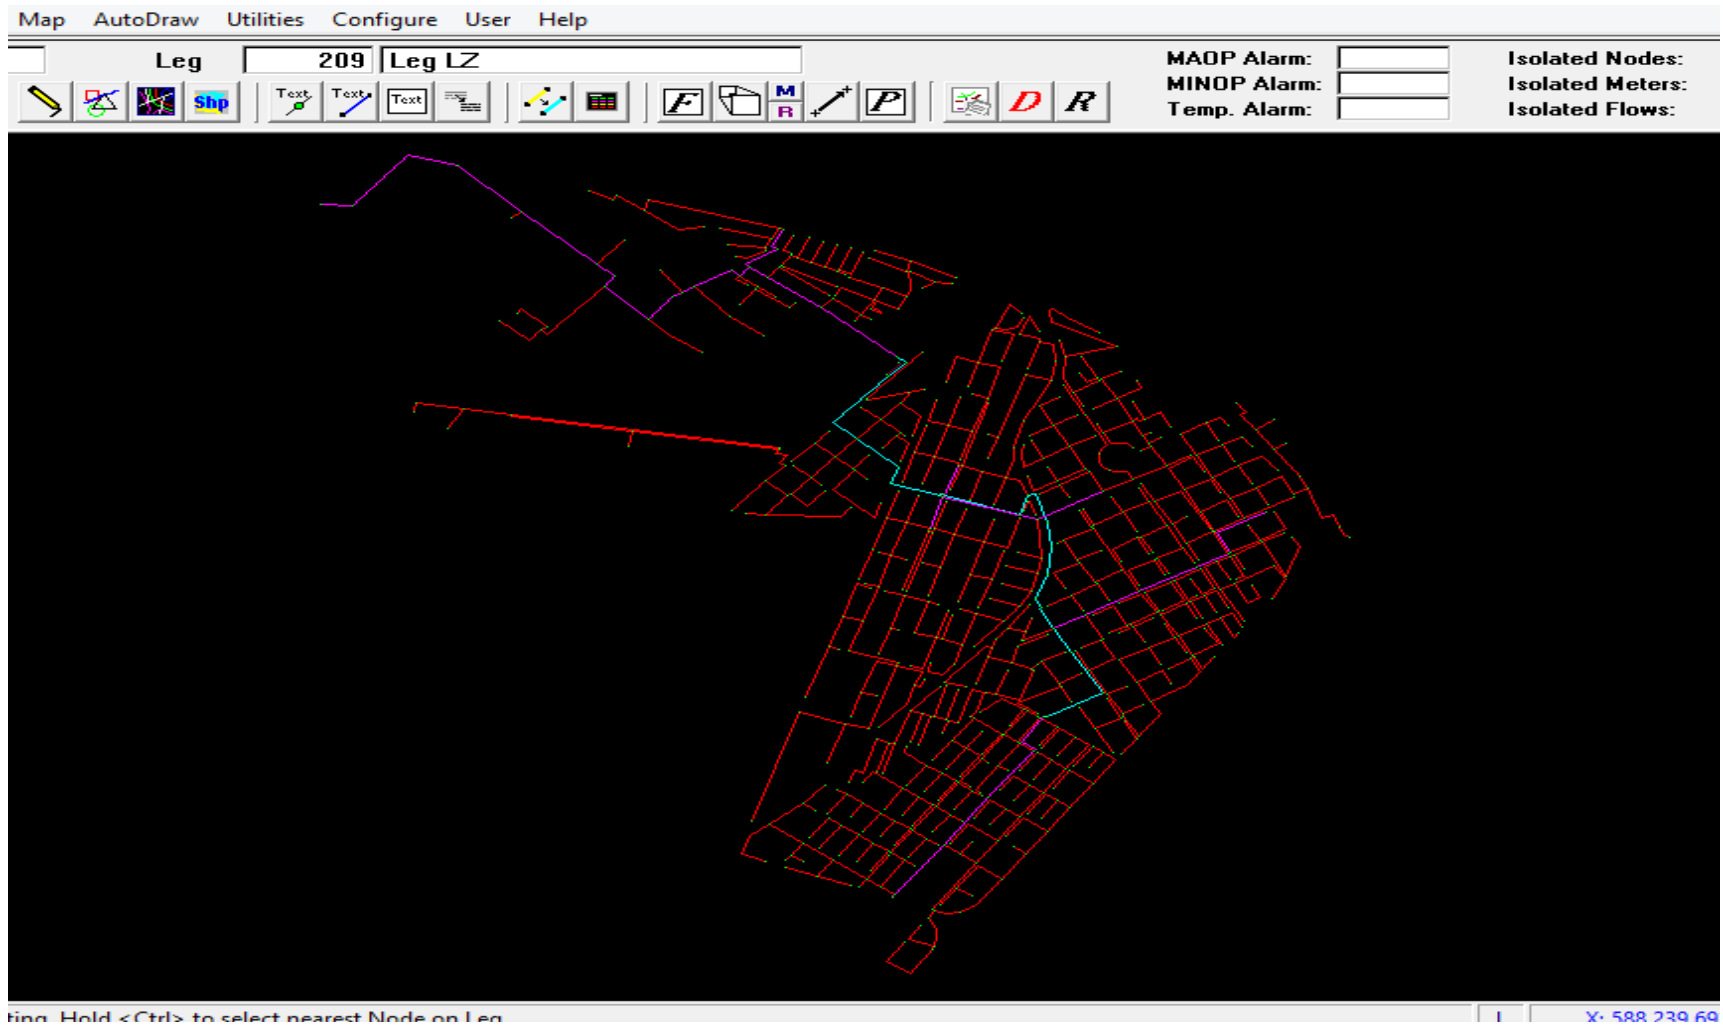 Map AutoDraw Utilities Configure User Help
Leg 209 Leg LZ
MAOP Alarm: Isolated Nodes:
MINOP Alarm: Isolated Meters:
Temp. Alarm: Isolated Flows:
Shp Text Text Text F M R P D R
ting. Hold <Ctrl> to select nearest Node on Leg L X: 588,239.69